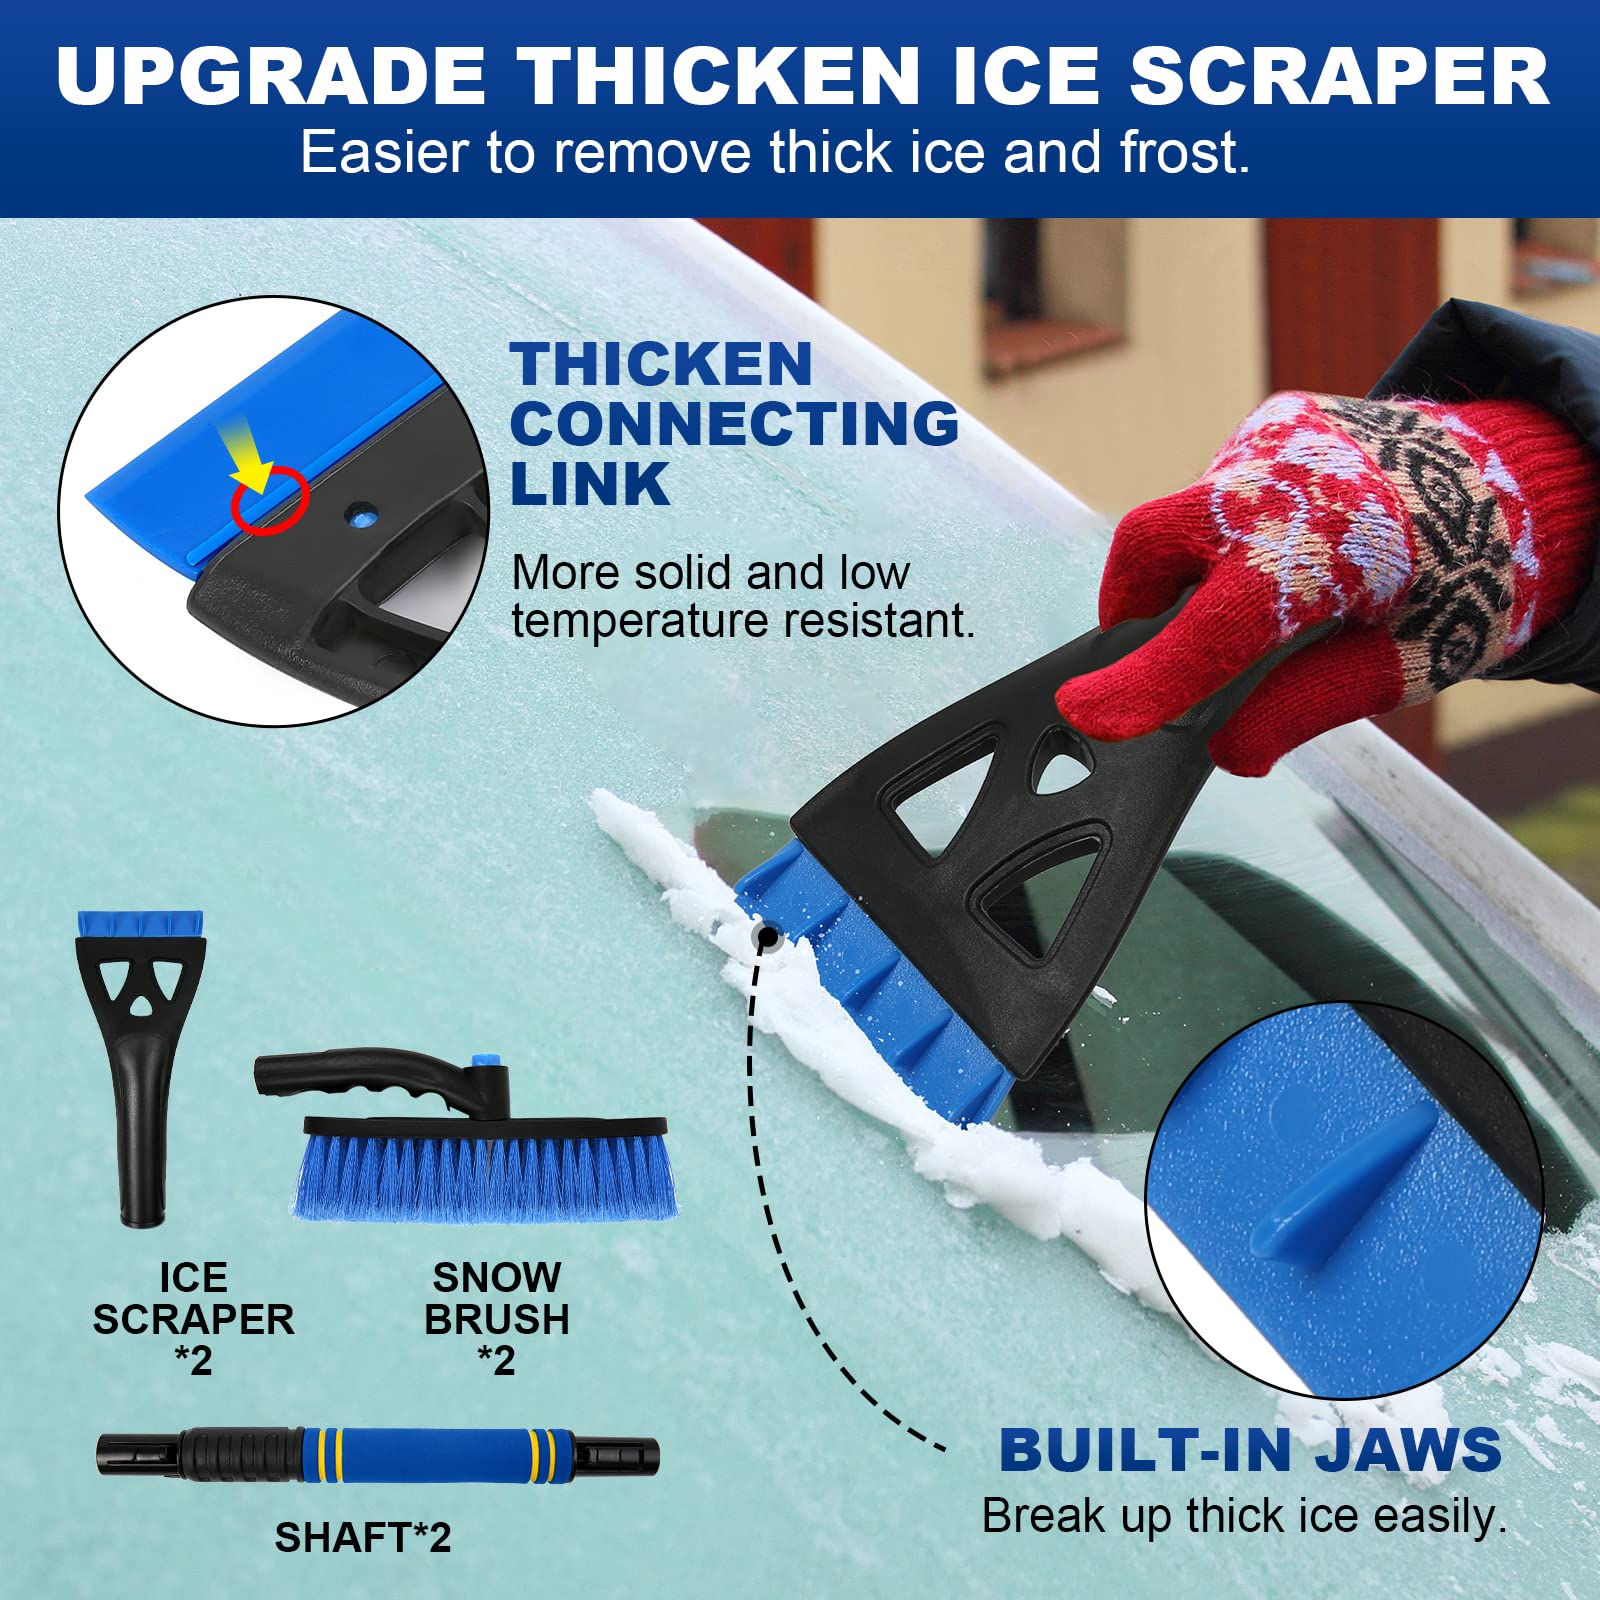 UPGRADE THICKEN ICE SCRAPER
Easier to remove thick ice and frost.
THICKEN
CONNECTING
LINK
More solid and low
temperature resistant.
ICE
SCRAPER
*2
SNOW
BRUSH
*2
SHAFT*2
BUILT-IN JAWS
Break up thick ice easily.